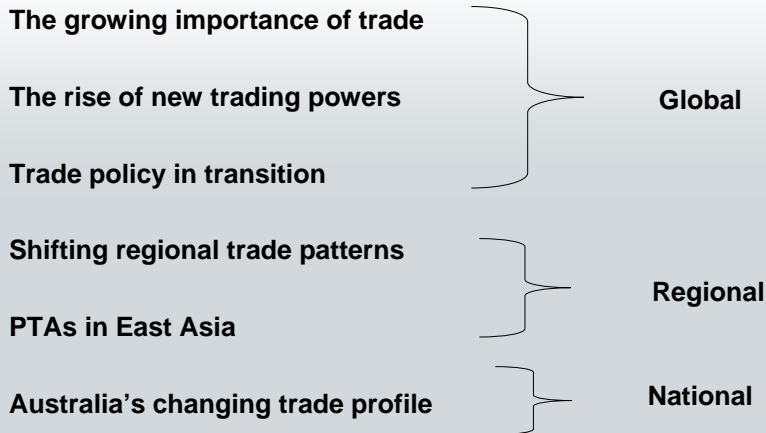 The growing importance of trade
The rise of new trading powers
Global
Trade policy in transition
Shifting regional trade patterns
Regional
PTAs in East Asia
Australia’s changing trade profile
National